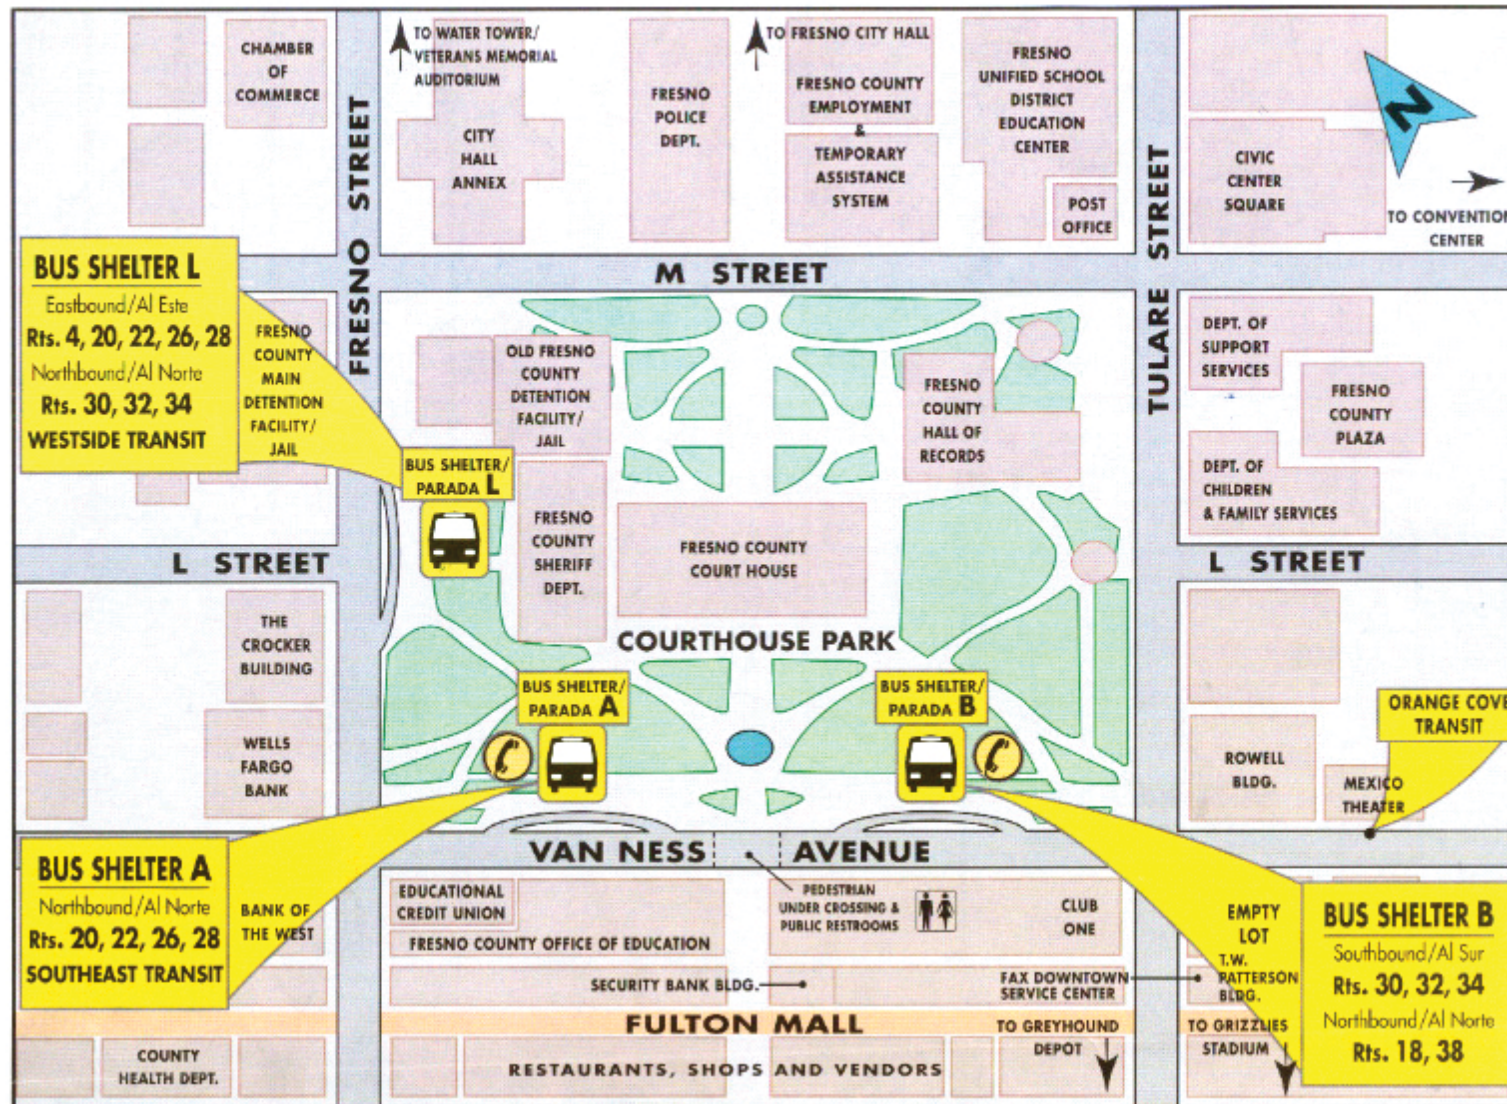 CHAMBER
OF
COMMERCE
FRESNO STREET
TO WATER TOWER/
VETERANS MEMORIAL
AUDITORIUM
CITY
HALL
ANNEX
FRESNO
POLICE
DEPT.
TO FRESNO CITY HALL
FRESNO COUNTY
EMPLOYMENT
&
TEMPORARY
ASSISTANCE
SYSTEM
FRESNO
UNIFIED SCHOOL
DISTRICT
EDUCATION
CENTER
POST
OFFICE
TULARE STREET
CIVIC
CENTER
SQUARE
N
TO CONVENTION
CENTER
M STREET
BUS SHELTER L
Eastbound/Al Este
Rts. 4, 20, 22, 26, 28
Northbound/Al Norte
Rts. 30, 32, 34
WESTSIDE TRANSIT
FRESNO
COUNTY
MAIN
DETENTION
FACILITY/
JAIL
OLD FRESNO
COUNTY
DETENTION
FACILITY/
JAIL
BUS SHELTER/
PARADA L
FRESNO
COUNTY
SHERIFF
DEPT.
FRESNO COUNTY
COURT HOUSE
FRESNO
COUNTY
HALL OF
RECORDS
DEPT. OF
SUPPORT
SERVICES
FRESNO
COUNTY
PLAZA
DEPT. OF
CHILDREN
& FAMILY SERVICES
L STREET
L STREET
THE
CROCKER
BUILDING
WELLS
FARGO
BANK
COURTHOUSE PARK
BUS SHELTER/
PARADA A
BUS SHELTER/
PARADA B
ORANGE COVE
TRANSIT
ROWELL
BLDG.
MEXICO
THEATER
VAN NESS AVENUE
BUS SHELTER A
Northbound/Al Norte
Rts. 20, 22, 26, 28
SOUTHEAST TRANSIT
BANK OF
THE WEST
EDUCATIONAL
CREDIT UNION
FRESNO COUNTY OFFICE OF EDUCATION
PEDESTRIAN
UNDER CROSSING &
PUBLIC RESTROOMS
CLUB
ONE
EMPTY
LOT
T.W.
PATTERSON
BLDG.
BUS SHELTER B
Southbound/Al Sur
Rts. 30, 32, 34
Northbound/Al Norte
Rts. 18, 38
SECURITY BANK BLDG.
FAX DOWNTOWN
SERVICE CENTER
FULTON MALL
TO GREYHOUND
DEPOT
TO GRIZZLIES
STADIUM
COUNTY
HEALTH DEPT.
RESTAURANTS, SHOPS AND VENDORS